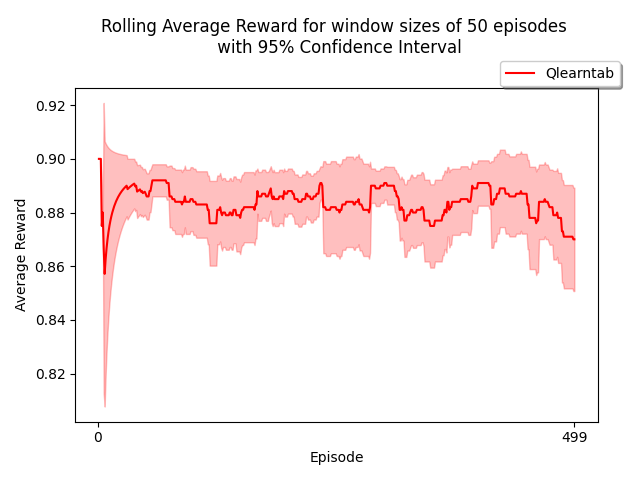 Rolling Average Reward for window sizes of 50 episodes
with 95% Confidence Interval
Qlearntab
0.92
0.90
0.88
0.86
0.84
0.82
Average Reward
0
499
Episode